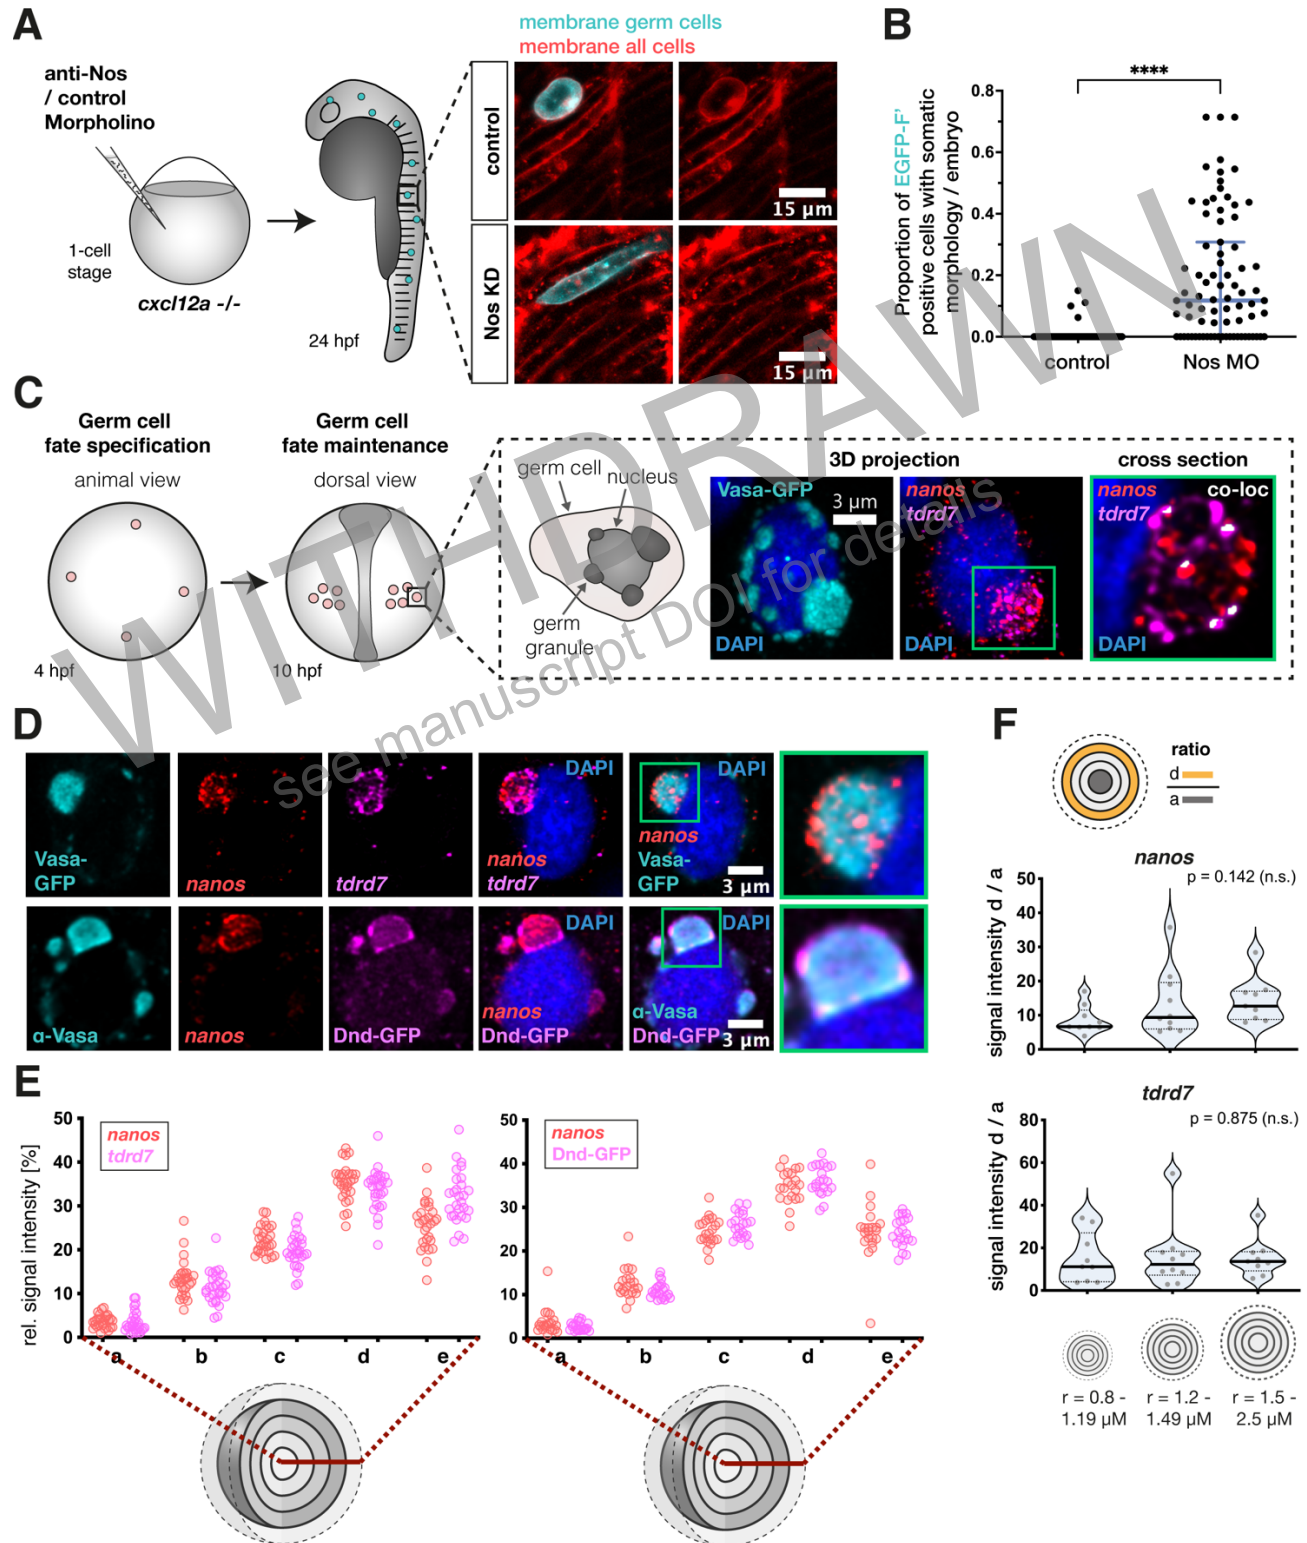 A
anti-Nos
/ control
Morpholino
1-cell
stage
cxcl12a -/-
24 hpf
membrane germ cells
membrane all cells
control
Nos KD
15 µm
15 µm
B
Proportion of EGFP-F'
positive cells with somatic
morphology / embryo
****
0.8
0.6
0.4
0.2
0.0
control
Nos MO
C
Germ cell
fate specification
animal view
4 hpf
Germ cell
fate maintenance
dorsal view
10 hpf
germ cell
nucleus
germ
granule
3D projection
cross section
Vasa-GFP
3 µm
DAPI
nanos
tdrd7
DAPI
nanos
tdrd7
co-loc
DAPI
WITHDRAWN
see manuscript DOI for details
D
Vasa-
GFP
nanos
tdrd7
DAPI
nanos
tdrd7
DAPI
nanos
Vasa-
GFP
3 µm
α-Vasa
nanos
Dnd-GFP
DAPI
nanos
Dnd-GFP
DAPI
α-Vasa
Dnd-GFP
3 µm
E
rel. signal intensity [%]
50
40
30
20
10
0
nanos
tdrd7
a b c d e
50
40
30
20
10
0
nanos
Dnd-GFP
a b c d e
F
ratio
d
a
nanos
p = 0.142 (n.s.)
signal intensity d / a
50
40
30
20
10
0
tdrd7
p = 0.875 (n.s.)
signal intensity d / a
80
60
40
20
0
r = 0.8 -
1.19 µM
r = 1.2 -
1.49 µM
r = 1.5 -
2.5 µM